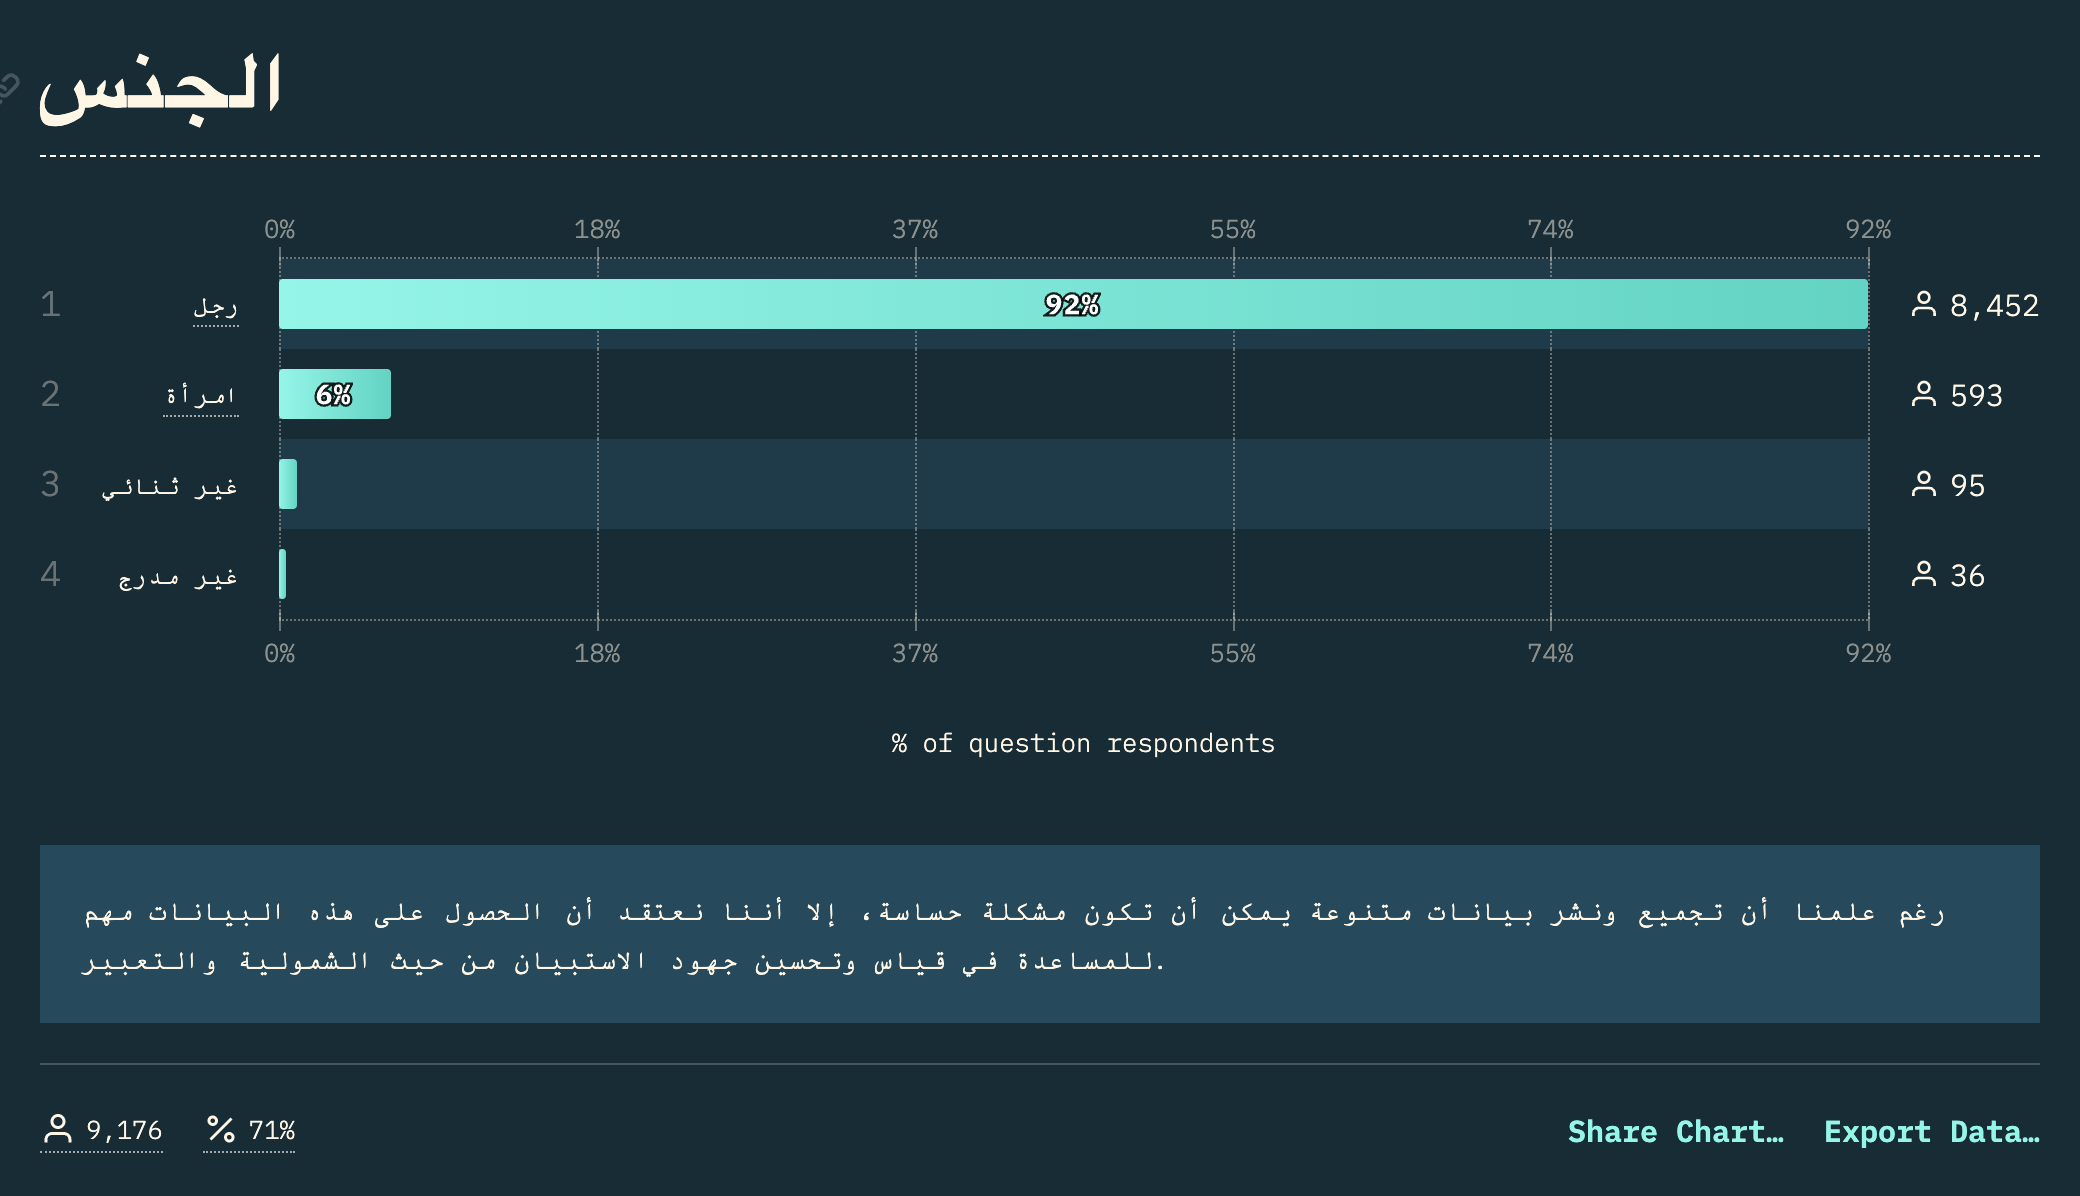 الجنس
0% 18% 37% 55% 74% 92%
1 رجل 92% 8,452
2 امرأة 6% 593
3 غير ثنائي 95
4 غير مدرج 36
0% 18% 37% 55% 74% 92%
% of question respondents
رغم علمنا أن تجميع ونشر بيانات متنوعة يمكن أن تكون مشكلة حساسة، إلا أننا نعتقد أن الحصول على هذه البيانات مهم
للمساعدة في قياس وتحسين جهود الاستبيان من حيث الشمولية والتعبير.
9,176 71% Share Chart… Export Data…